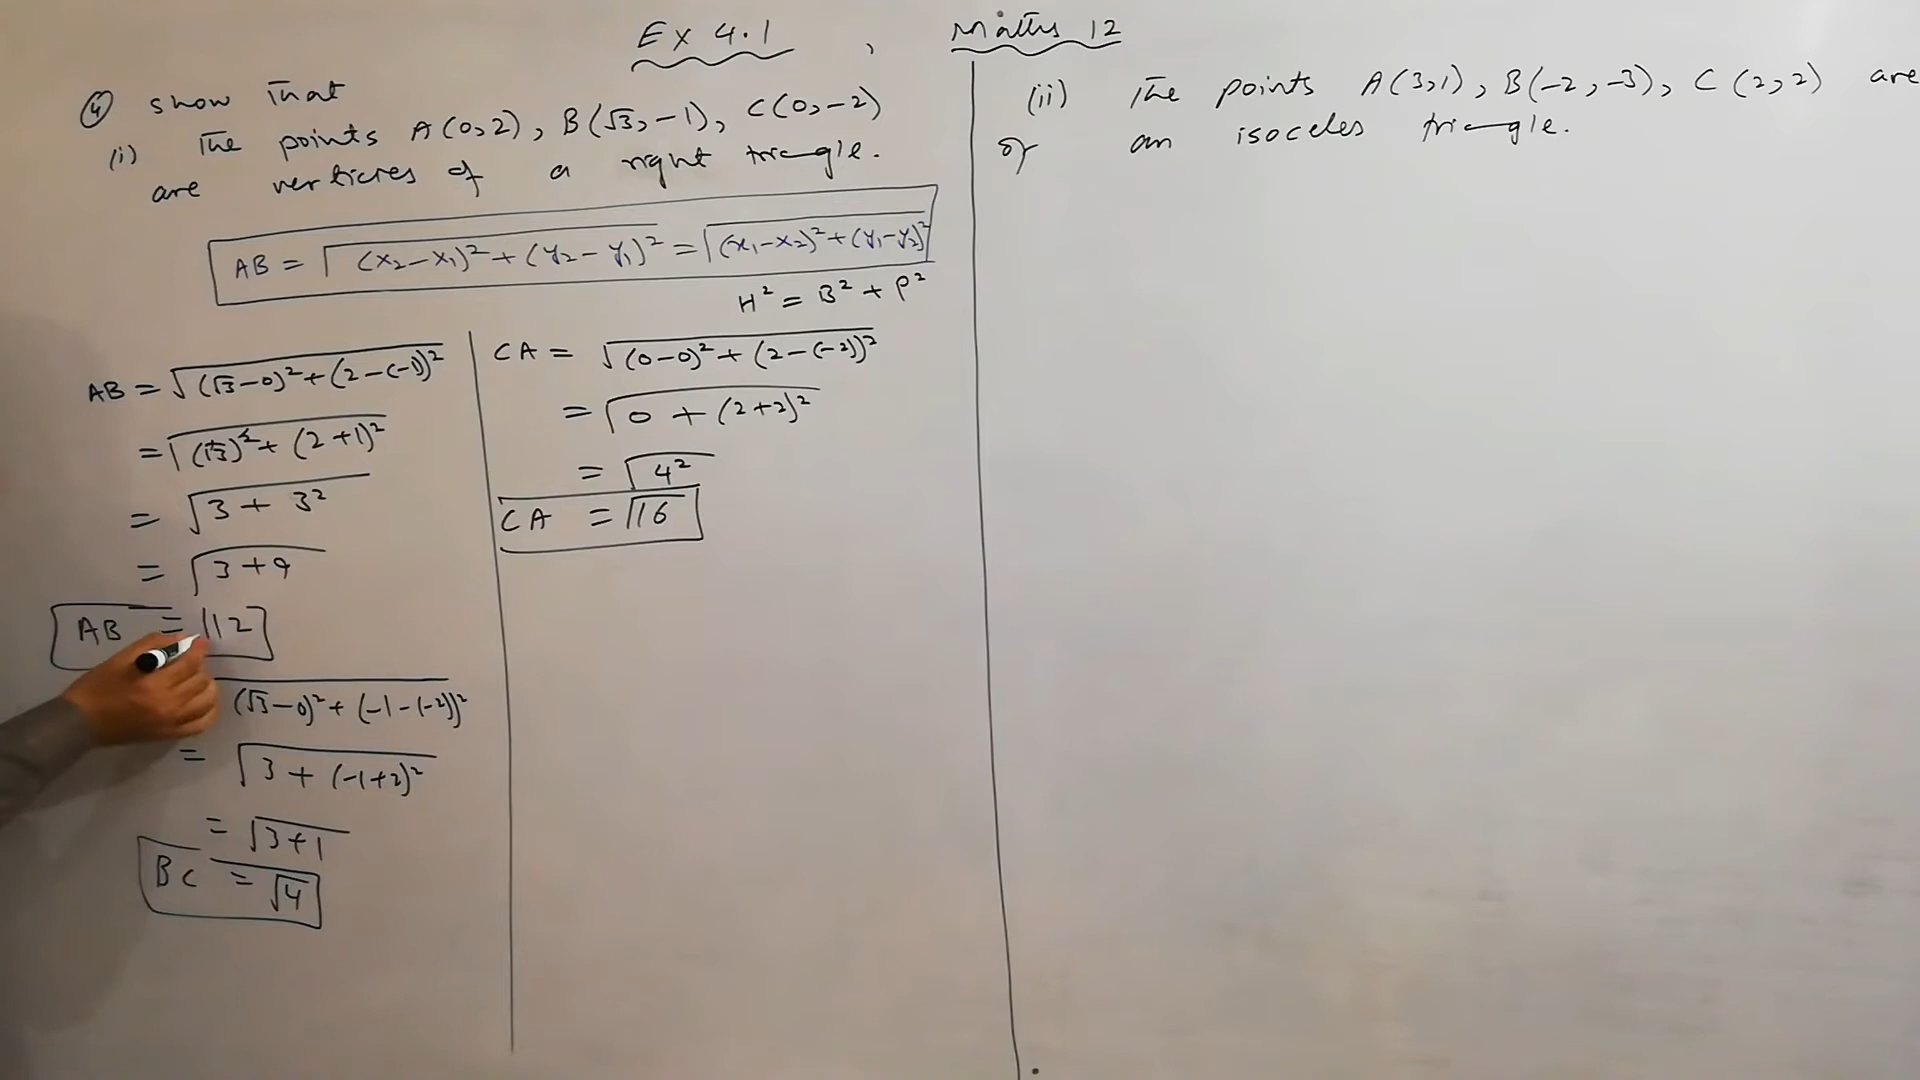 Ex 4.1 , Maths 12
④ show that
(i) The points A(0,2), B(√3,-1), C(0,-2)
are verticies of a right triangle.
AB = √(x₂-x₁)²+(y₂-y₁)² = √(x₁-x₂)²+(y₁-y₂)²
H² = B² + P²
AB = √(√3-0)²+(2-(-1))²
= √(√3)²+(2+1)²
= √3+3²
= √3+9
AB = √12
(√3-0)²+(-1-(-2))²
= √3+(-1+2)²
= √3+1
BC = √4
CA = √(0-0)²+(2-(-2))²
= √0+(2+2)²
= √4²
CA = √16
(ii) The points A(3,1), B(-2,-3), C(2,2) are
of an isoceles triangle.